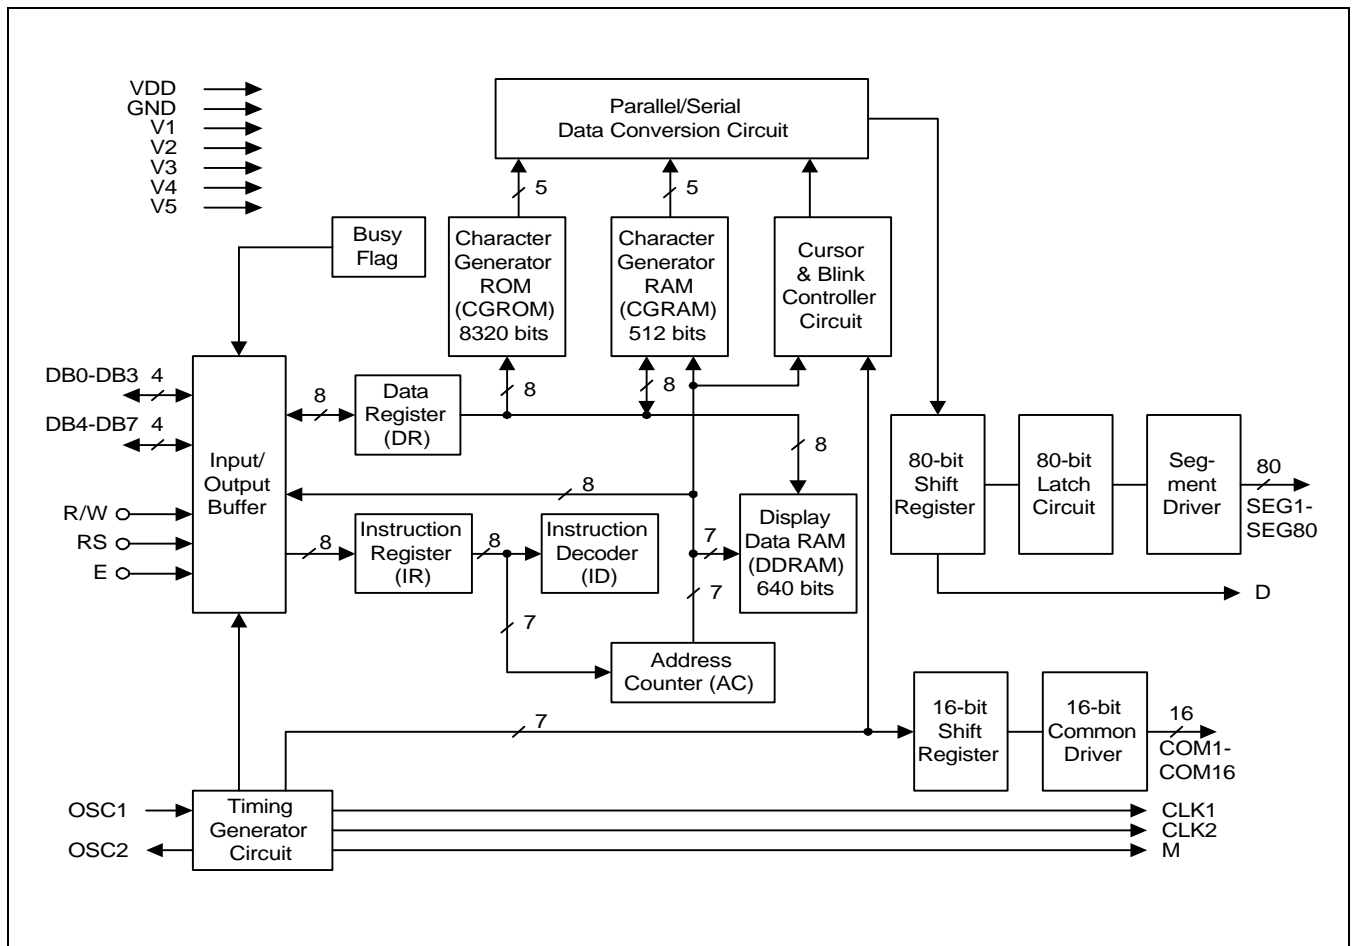 VDD
GND
V1
V2
V3
V4
V5
Parallel/Serial
Data Conversion Circuit
5
5
Busy
Flag
Character
Generator
ROM
(CGROM)
8320 bits
Character
Generator
RAM
(CGRAM)
512 bits
Cursor
& Blink
Controller
Circuit
DB0-DB3 4
DB4-DB7 4
R/W
RS
E
Input/
Output
Buffer
8
Data
Register
(DR)
8
8
8
8
8
Instruction
Register
(IR)
8
Instruction
Decoder
(ID)
7
7
7
Display
Data RAM
(DDRAM)
640 bits
Address
Counter (AC)
80-bit
Shift
Register
80-bit
Latch
Circuit
Seg-
ment
Driver
80
SEG1-
SEG80
D
7
16-bit
Shift
Register
16-bit
Common
Driver
16
COM1-
COM16
OSC1
OSC2
Timing
Generator
Circuit
CLK1
CLK2
M